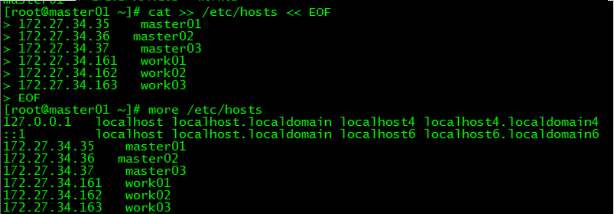 [root@master01 ~]# cat >> /etc/hosts << EOF
> 172.27.34.35     master01
> 172.27.34.36    master02
> 172.27.34.37     master03
> 172.27.34.161    work01
> 172.27.34.162    work02
> 172.27.34.163    work03
> EOF
[root@master01 ~]# more /etc/hosts
127.0.0.1   localhost localhost.localdomain localhost4 localhost4.localdomain4
::1         localhost localhost.localdomain localhost6 localhost6.localdomain6
172.27.34.35     master01
172.27.34.36    master02
172.27.34.37     master03
172.27.34.161    work01
172.27.34.162    work02
172.27.34.163    work03